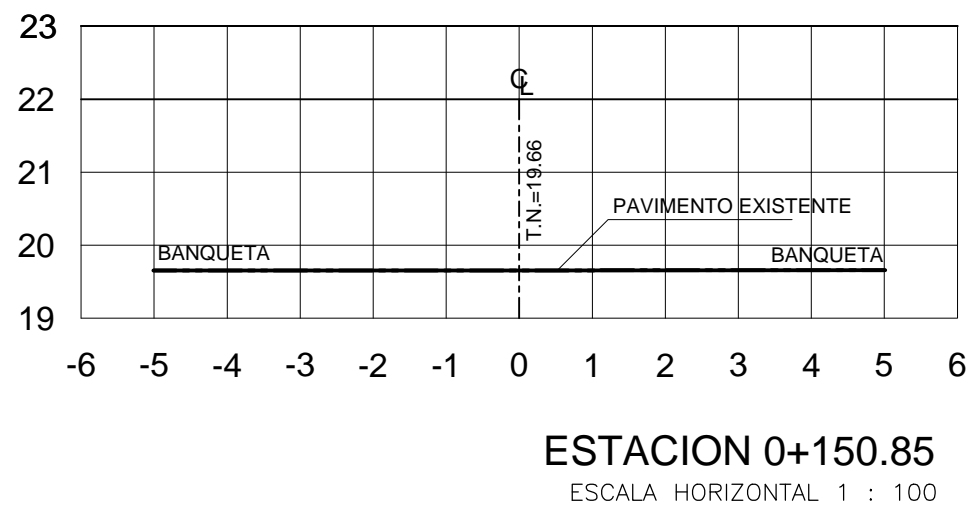 23
22
21
20
19
℄
T.N.=19.66
PAVIMENTO EXISTENTE
BANQUETA
BANQUETA
-6 -5 -4 -3 -2 -1 0 1 2 3 4 5 6
ESTACION 0+150.85
ESCALA HORIZONTAL 1 : 100